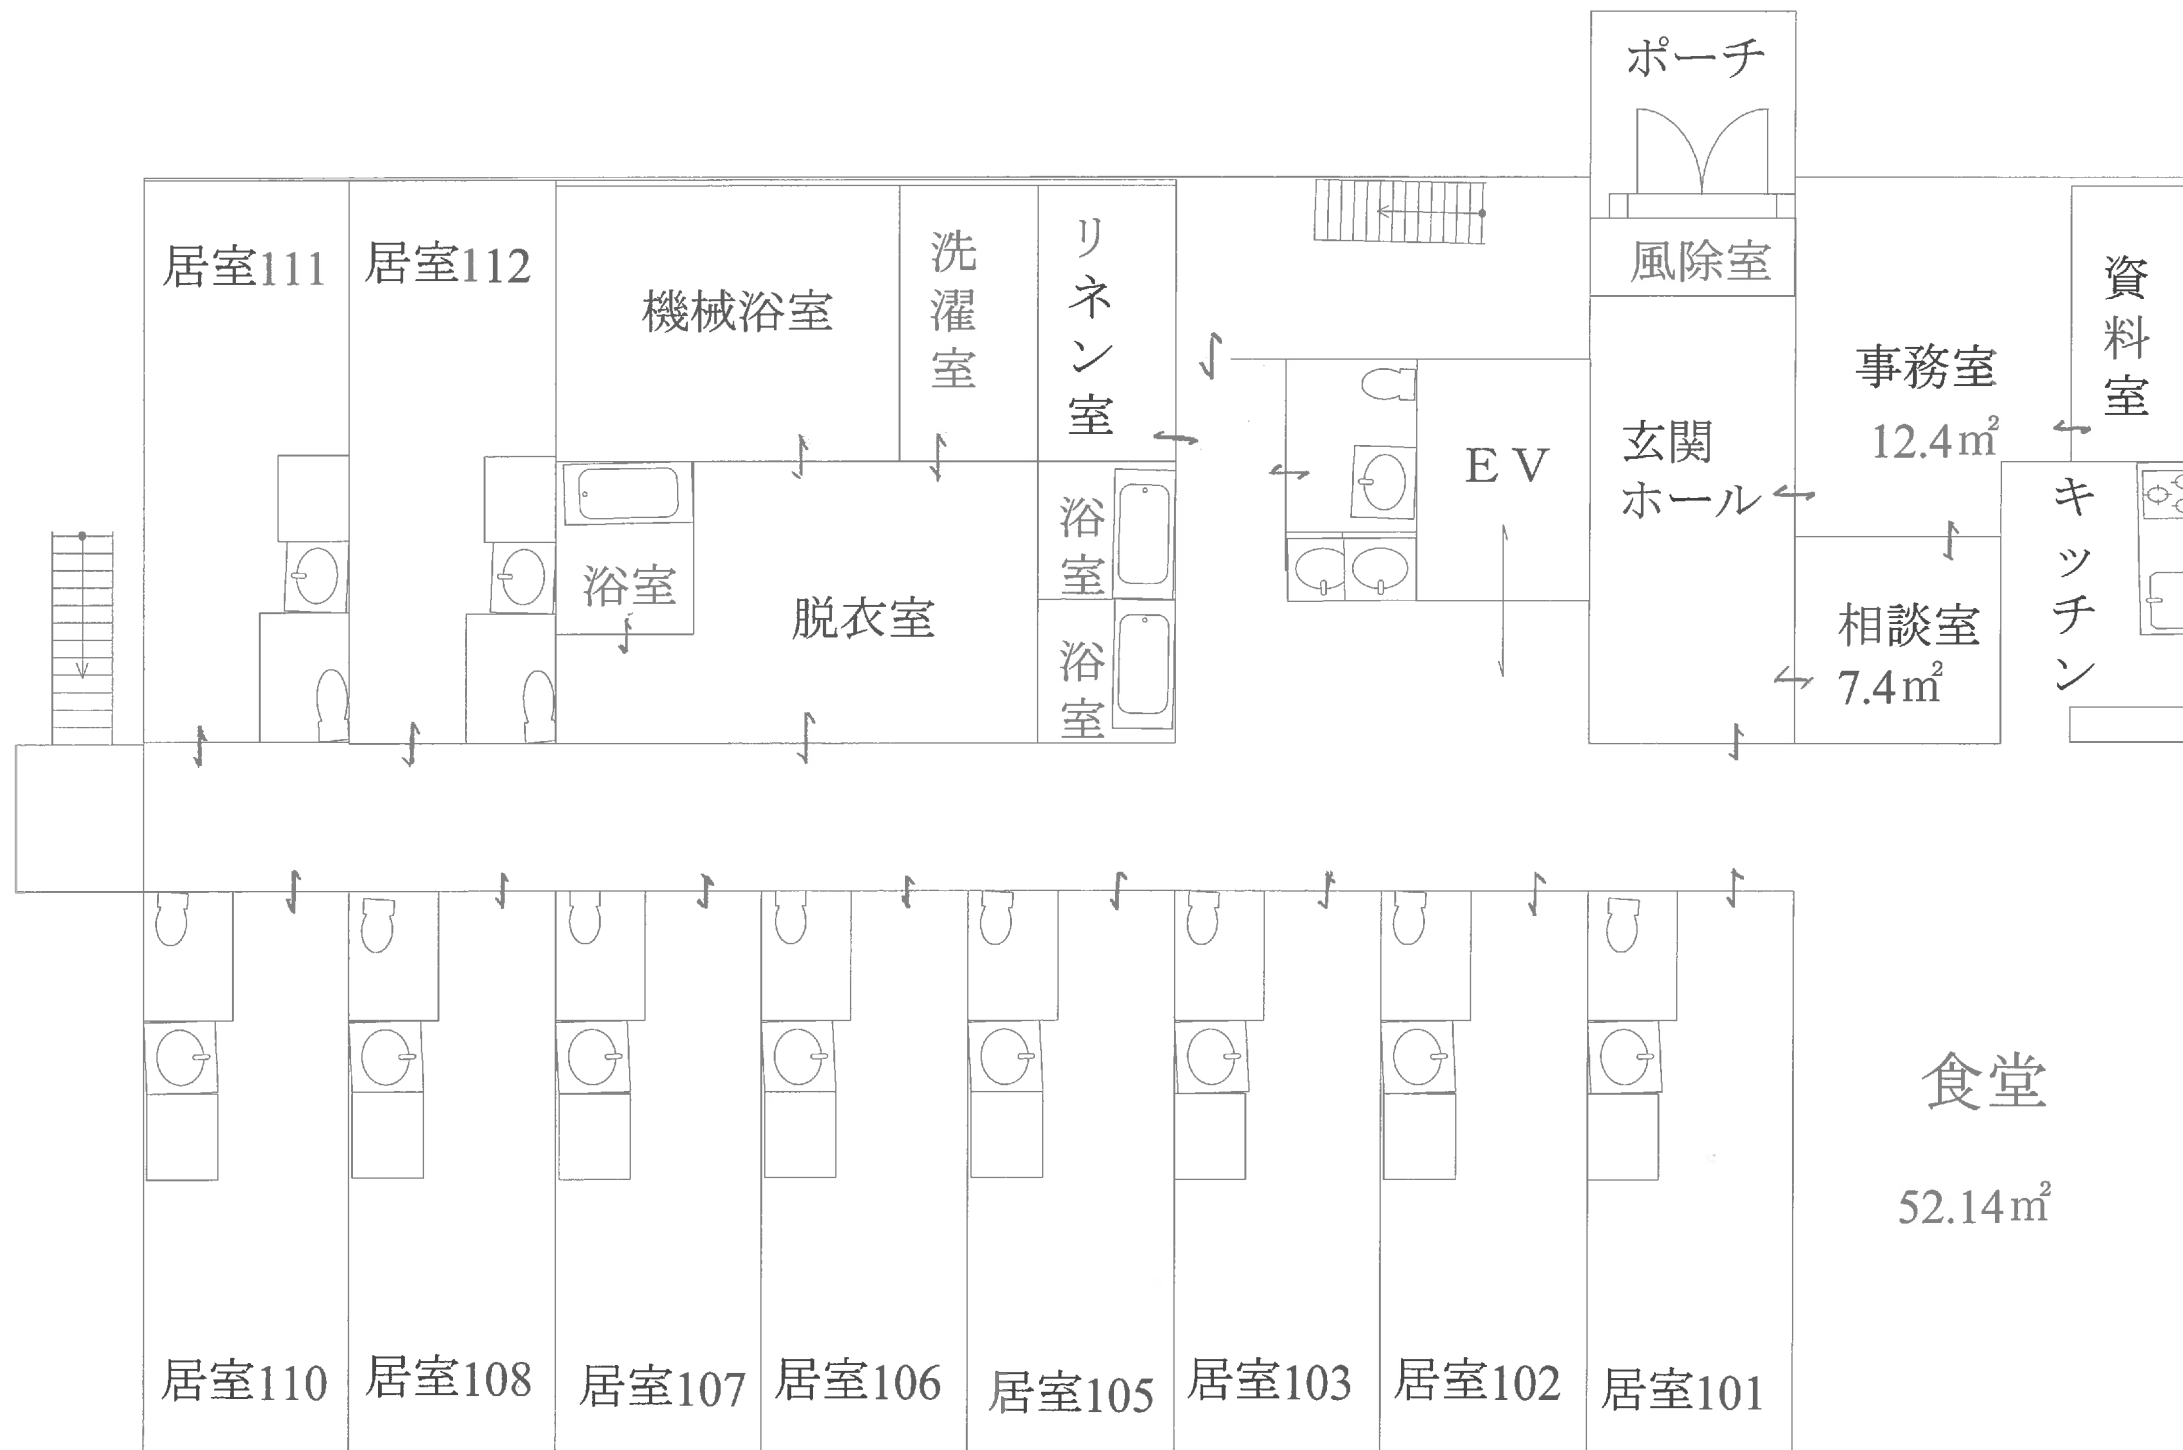 ポーチ
風除室
居室111
居室112
機械浴室
洗濯室
リネン室
資料室
事務室
12.4㎡
玄関
ホール
EV
キッチン
浴室
浴室
浴室
脱衣室
相談室
7.4㎡
食堂
52.14㎡
居室110
居室108
居室107
居室106
居室105
居室103
居室102
居室101